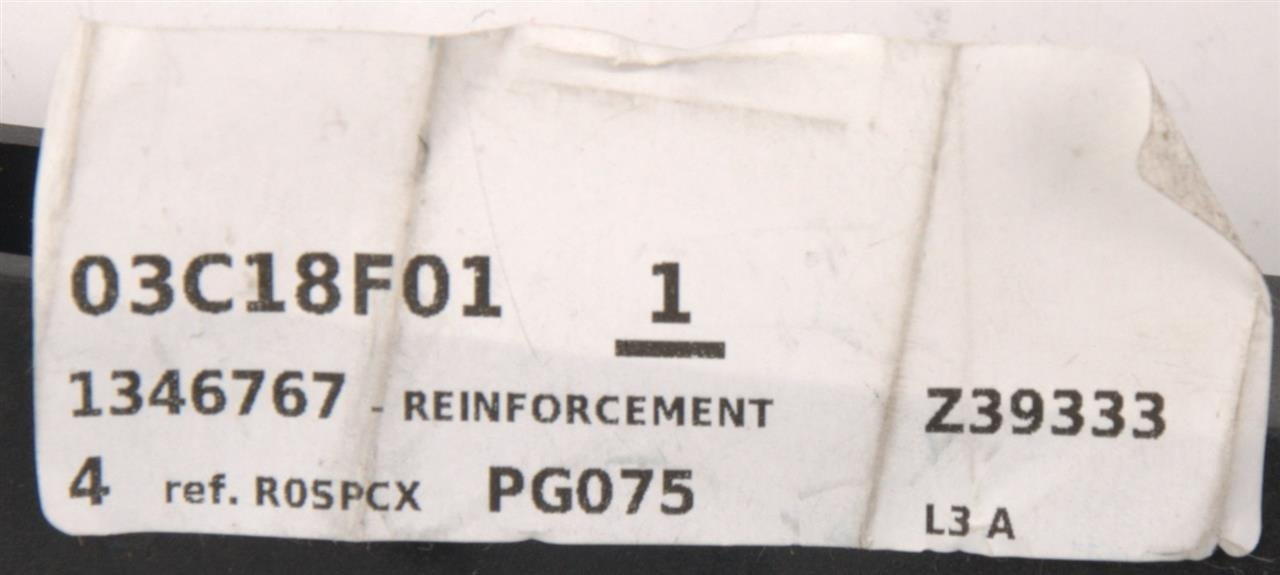 03C18F01 1
1346767 - REINFORCEMENT Z39333
4 ref. R05PCX PG075 L3 A